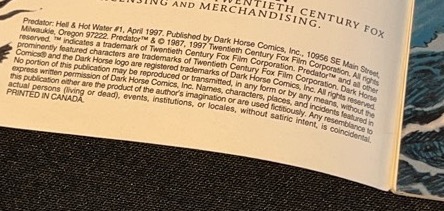 TWENTIETH CENTURY FOX
LICENSING AND MERCHANDISING.
Predator: Hell & Hot Water #1, April 1997. Published by Dark Horse Comics, Inc., 10956 SE Main Street,
Milwaukie, Oregon 97222. Predator™ & © 1987, 1997 Twentieth Century Fox Film Corporation. All rights
reserved. ™ indicates a trademark of Twentieth Century Fox Film Corporation. Predator™ and all other
prominently featured characters are trademarks of Twentieth Century Fox Film Corporation. Dark Horse
Comics® and the Dark Horse logo are registered trademarks of Dark Horse Comics, Inc. All rights reserved.
No portion of this publication may be reproduced or transmitted, in any form or by any means, without the
express written permission of Dark Horse Comics, Inc. Names, characters, places, and incidents featured in
this publication either are the product of the author's imagination or are used fictitiously. Any resemblance to
actual persons (living or dead), events, institutions, or locales, without satiric intent, is coincidental.
PRINTED IN CANADA.